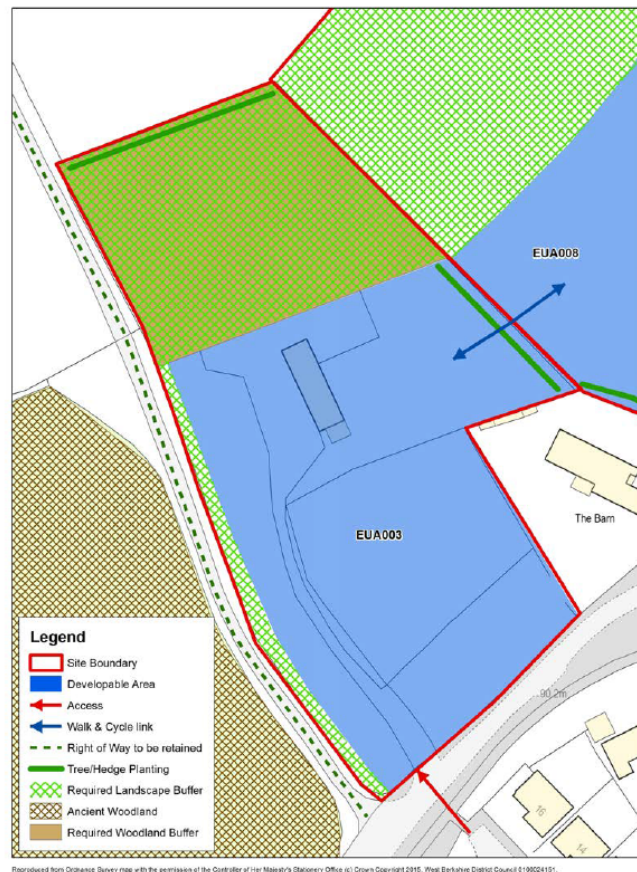 EUA008
The Barn
EUA003
90.2m
16
14
Legend
Site Boundary
Developable Area
Access
Walk & Cycle link
Right of Way to be retained
Tree/Hedge Planting
Required Landscape Buffer
Ancient Woodland
Required Woodland Buffer
Reproduced from Ordnance Survey map with the permission of the Controller of Her Majesty's Stationery Office (c) Crown Copyright 2015. West Berkshire District Council 0100024151.